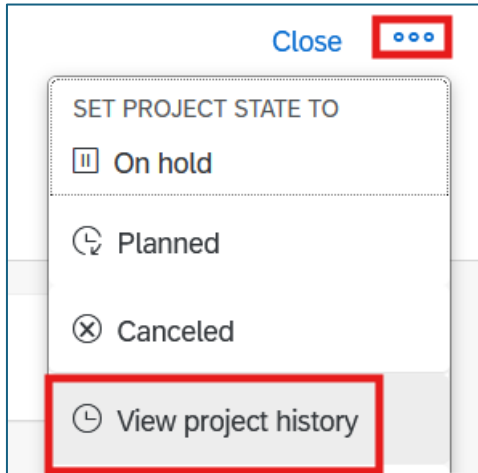 Close
SET PROJECT STATE TO
On hold
Planned
Canceled
View project history